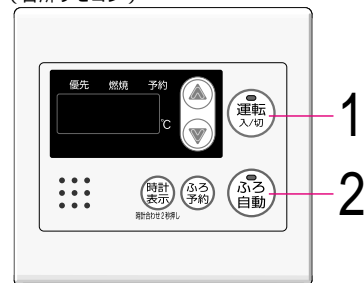 (台所リモコン)
優先 燃焼 予約
℃
運転
入/切
1
時計
表示
ふろ
予約
ふろ
自動
2
時計合わせ2秒押し